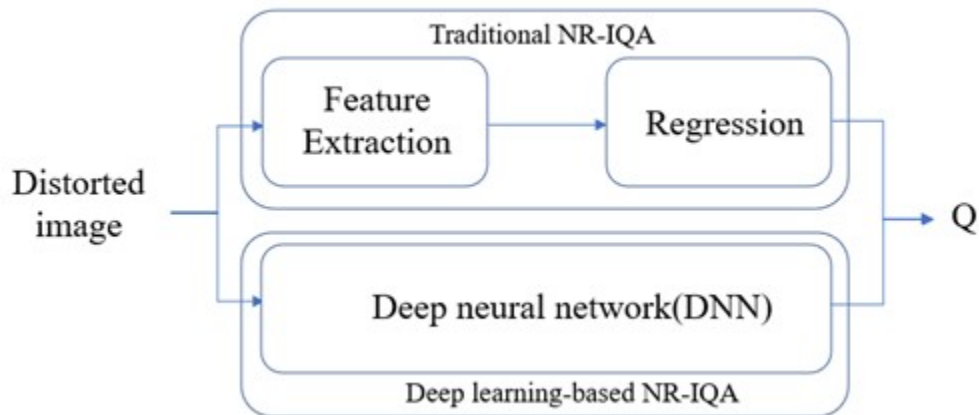 Traditional NR-IQA
Feature
Extraction
Regression
Distorted
image
Q
Deep neural network(DNN)
Deep learning-based NR-IQA